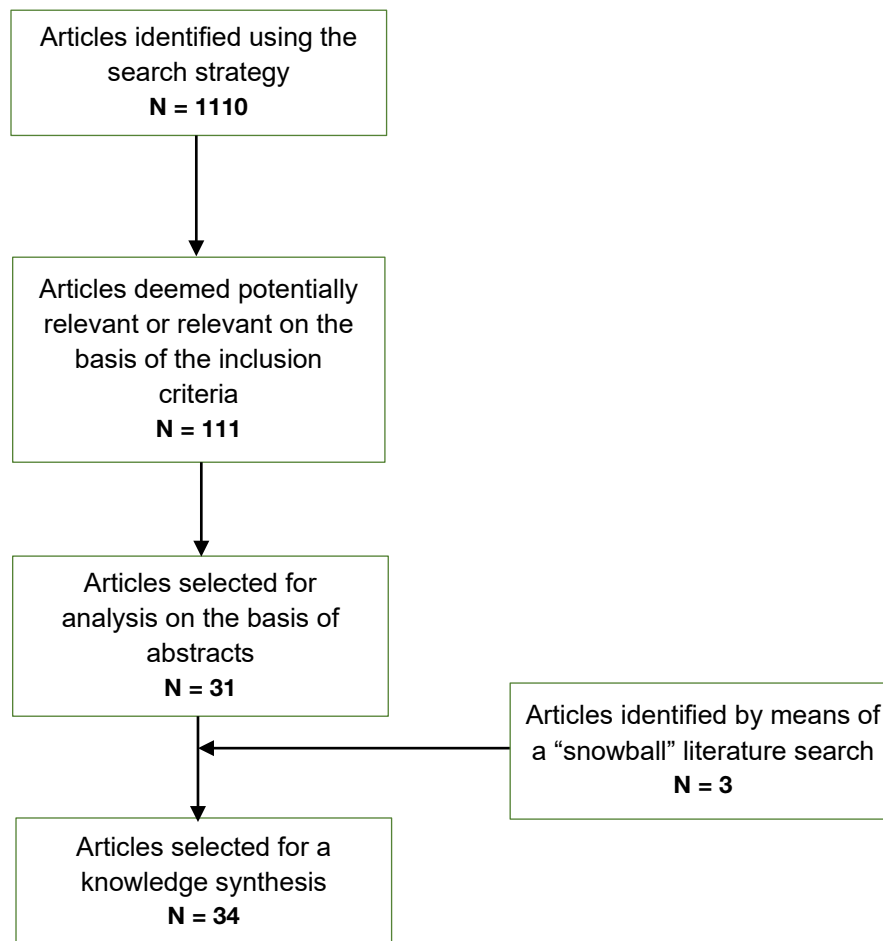 Articles identified using the
search strategy
N = 1110
Articles deemed potentially
relevant or relevant on the
basis of the inclusion
criteria
N = 111
Articles selected for
analysis on the basis of
abstracts
N = 31
Articles identified by means of
a “snowball” literature search
N = 3
Articles selected for a
knowledge synthesis
N = 34